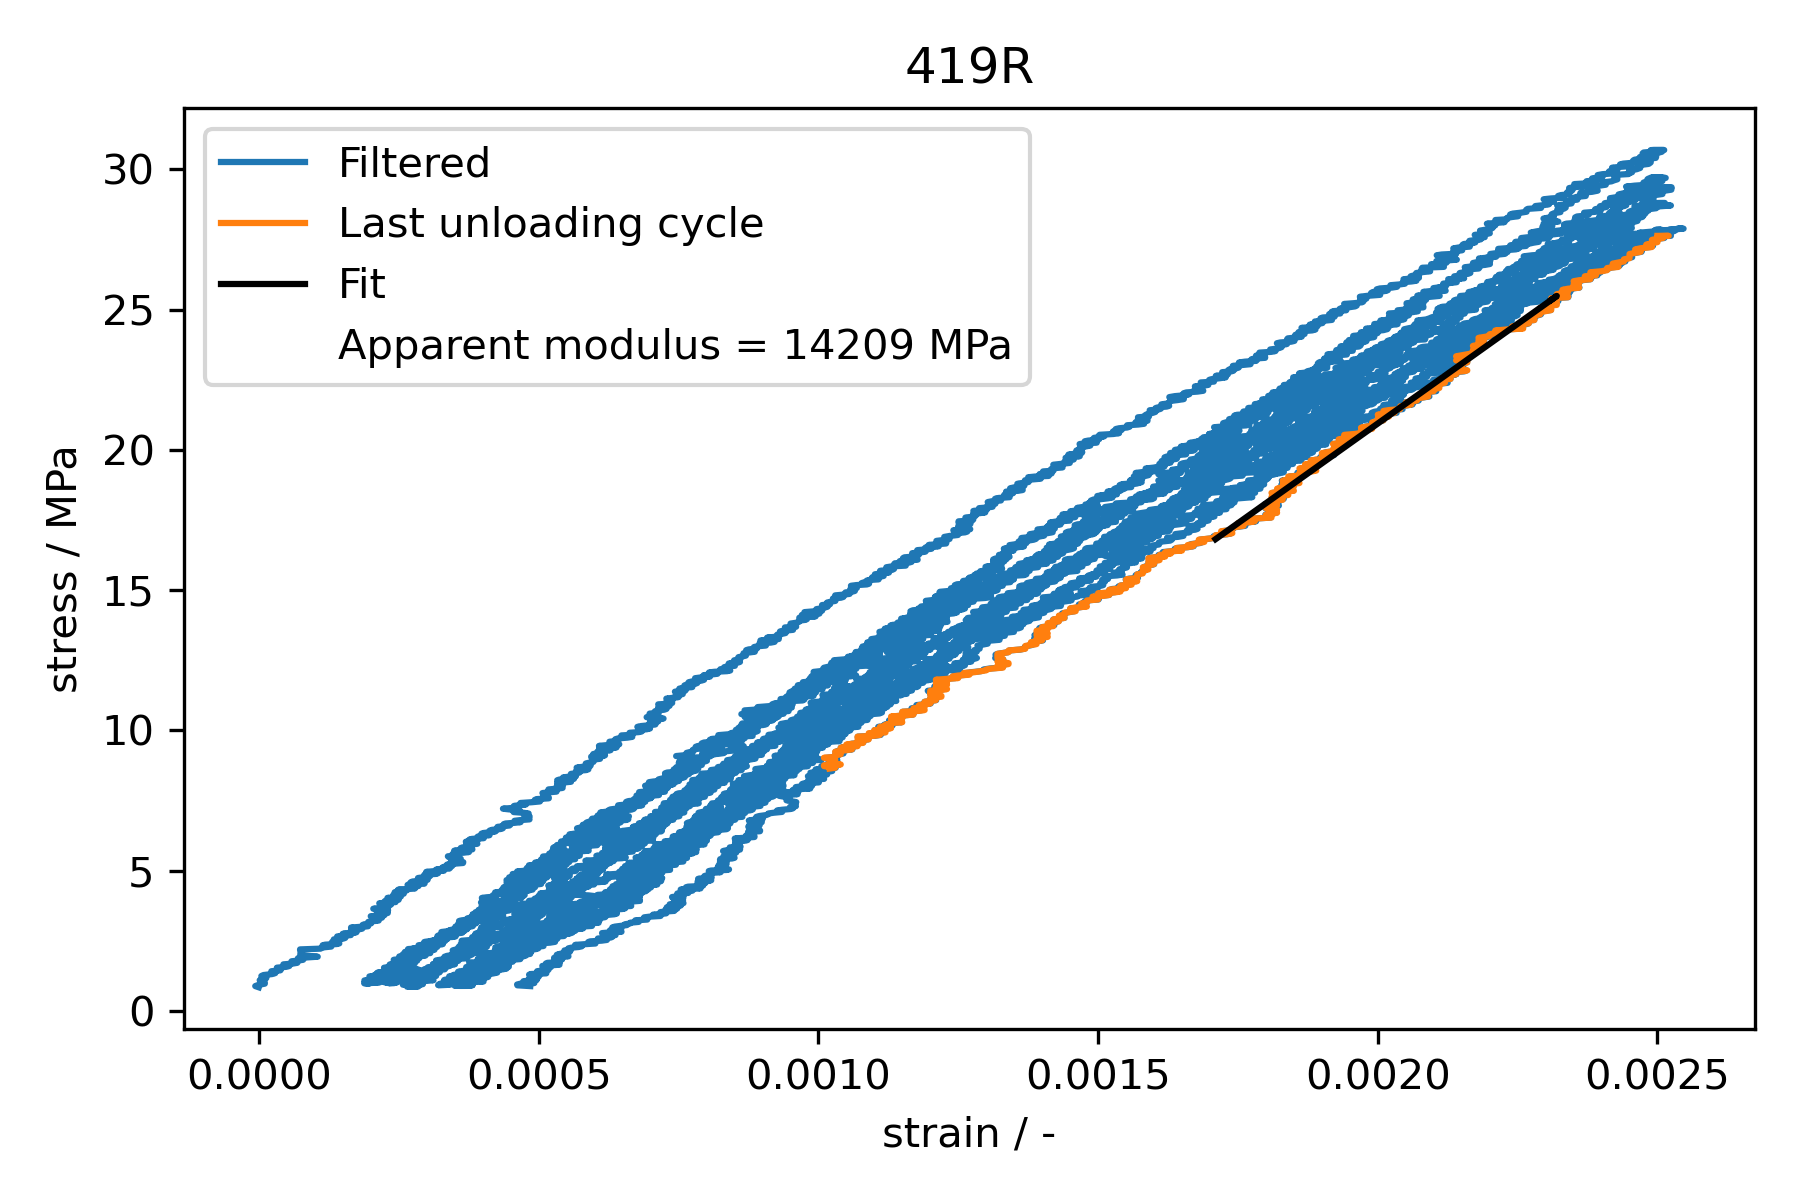 419R
Filtered
Last unloading cycle
Fit
Apparent modulus = 14209 MPa
30
25
20
15
10
5
0
stress / MPa
0.0000 0.0005 0.0010 0.0015 0.0020 0.0025
strain / -